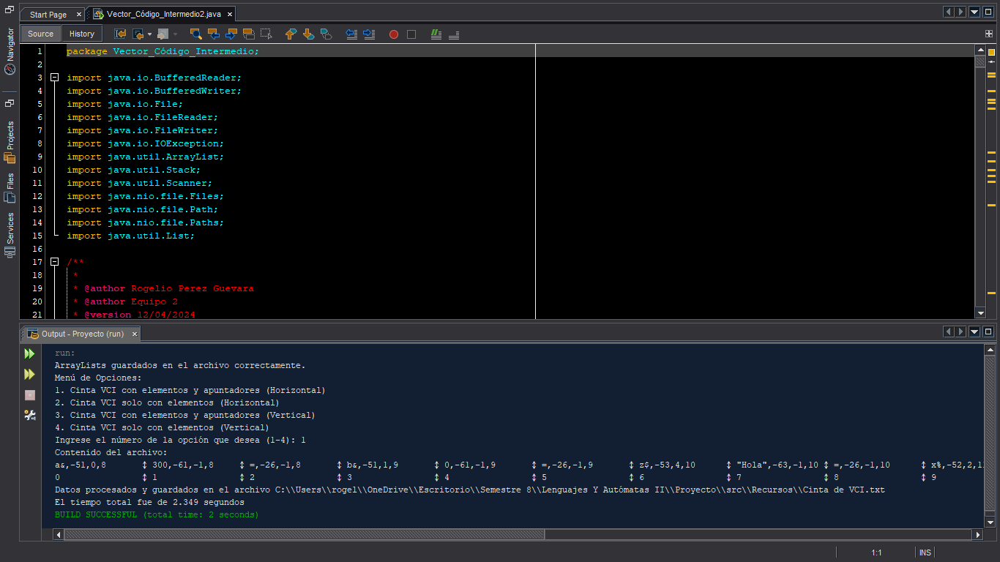 Start Page
Vector_Código_Intermedio2.java
Source
History
Navigator
Projects
Files
Services
1 package Vector_Código_Intermedio;
2
3 import java.io.BufferedReader;
4 import java.io.BufferedWriter;
5 import java.io.File;
6 import java.io.FileReader;
7 import java.io.FileWriter;
8 import java.io.IOException;
9 import java.util.ArrayList;
10 import java.util.Stack;
11 import java.util.Scanner;
12 import java.nio.file.Files;
13 import java.nio.file.Path;
14 import java.nio.file.Paths;
15 import java.util.List;
16
17 /**
18 *
19 * @author Rogelio Perez Guevara
20 * @author Equipo 2
21 * @version 12/04/2024
Output - Proyecto (run)
run:
ArrayLists guardados en el archivo correctamente.
Menú de Opciones:
1. Cinta VCI con elementos y apuntadores (Horizontal)
2. Cinta VCI solo con elementos (Horizontal)
3. Cinta VCI con elementos y apuntadores (Vertical)
4. Cinta VCI solo con elementos (Vertical)
Ingrese el número de la opción que desea (1-4): 1
Contenido del archivo:
a&,-51,0,8 ↕ 300,-61,-1,8 ↕ =,-26,-1,8 ↕ b&,-51,1,9 ↕ 0,-61,-1,9 ↕ =,-26,-1,9 ↕ z$,-53,4,10 ↕ "Hola",-63,-1,10 ↕ =,-26,-1,10 ↕ x%,-52,2,1
0 ↕ 1 ↕ 2 ↕ 3 ↕ 4 ↕ 5 ↕ 6 ↕ 7 ↕ 8 ↕ 9
Datos procesados y guardados en el archivo C:\\Users\\rogel\\OneDrive\\Escritorio\\Semestre 8\\Lenguajes Y Autómatas II\\Proyecto\\src\\Recursos\\Cinta de VCI.txt
El tiempo total fue de 2.349 segundos
BUILD SUCCESSFUL (total time: 2 seconds)
1:1 INS